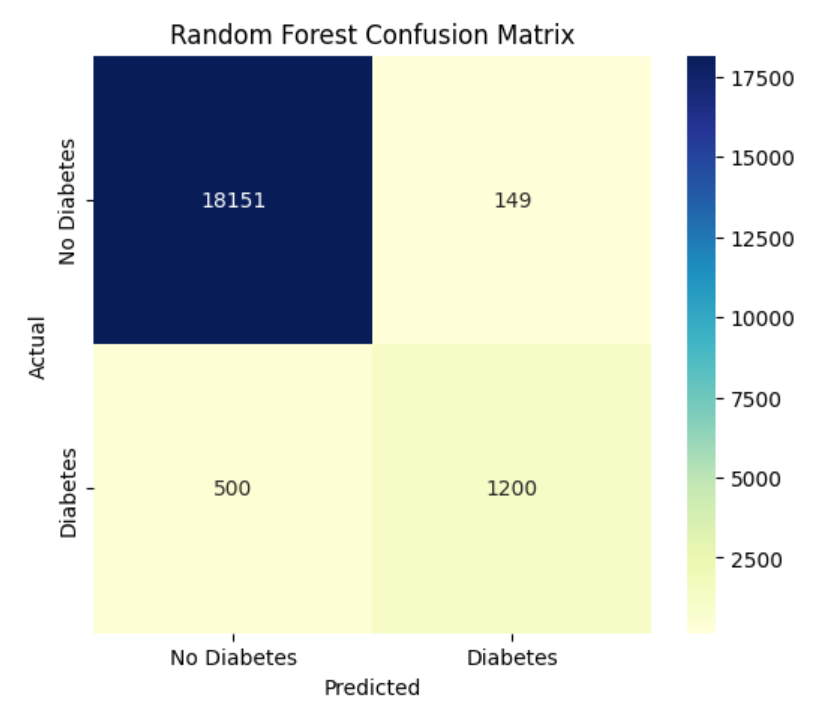 Random Forest Confusion Matrix
Actual
No Diabetes
Diabetes
18151
149
500
1200
No Diabetes
Diabetes
Predicted
17500
15000
12500
10000
7500
5000
2500